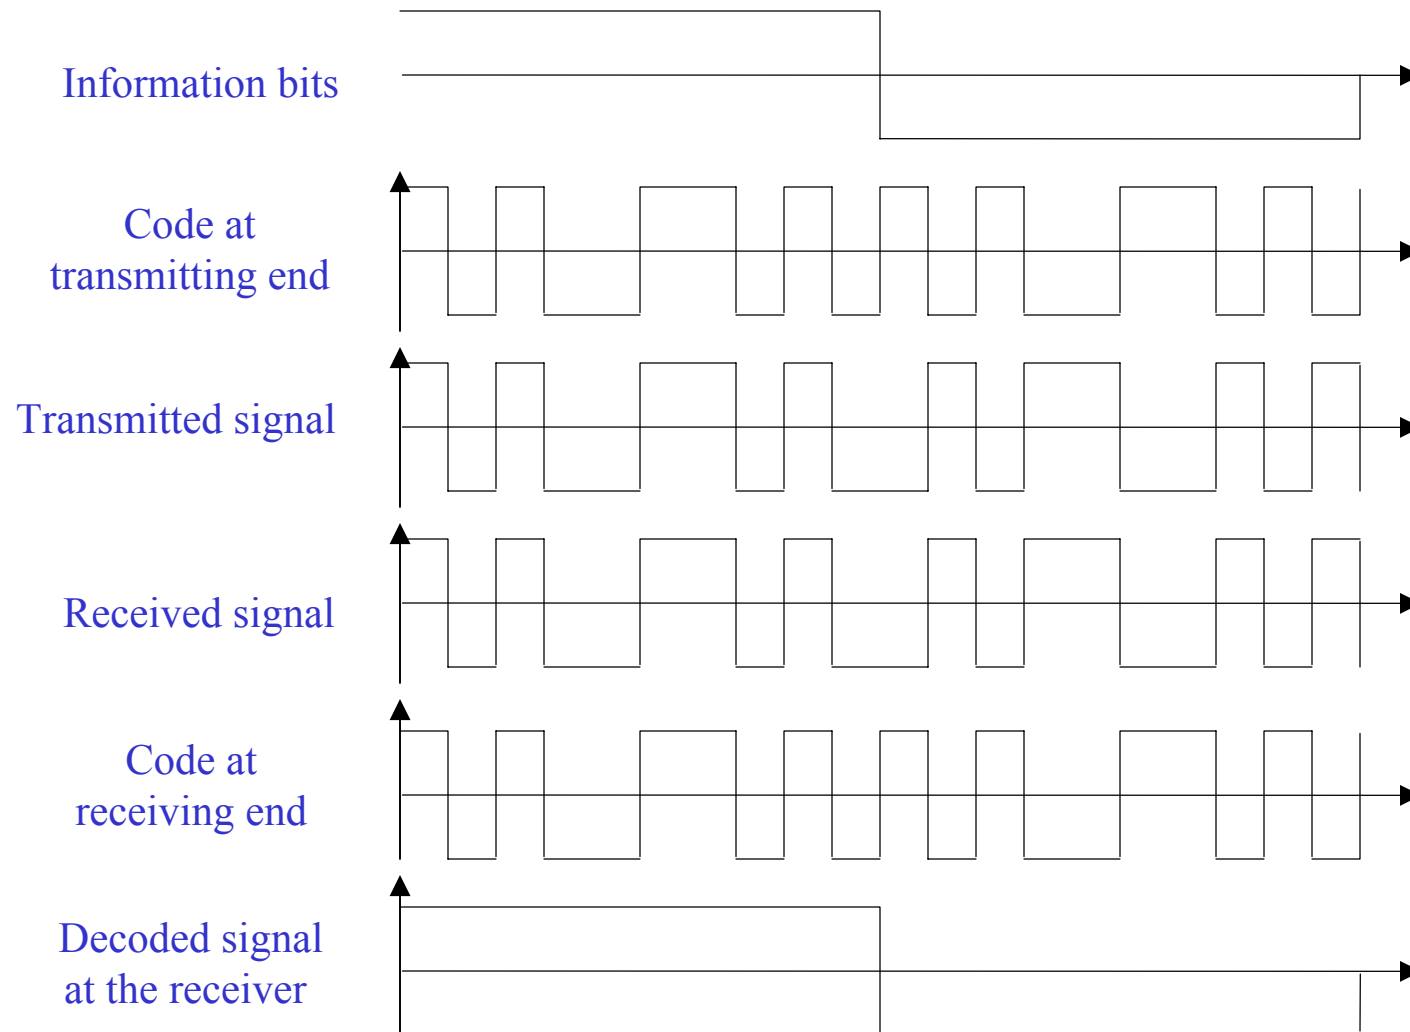 Information bits
Code at
transmitting end
Transmitted signal
Received signal
Code at
receiving end
Decoded signal
at the receiver